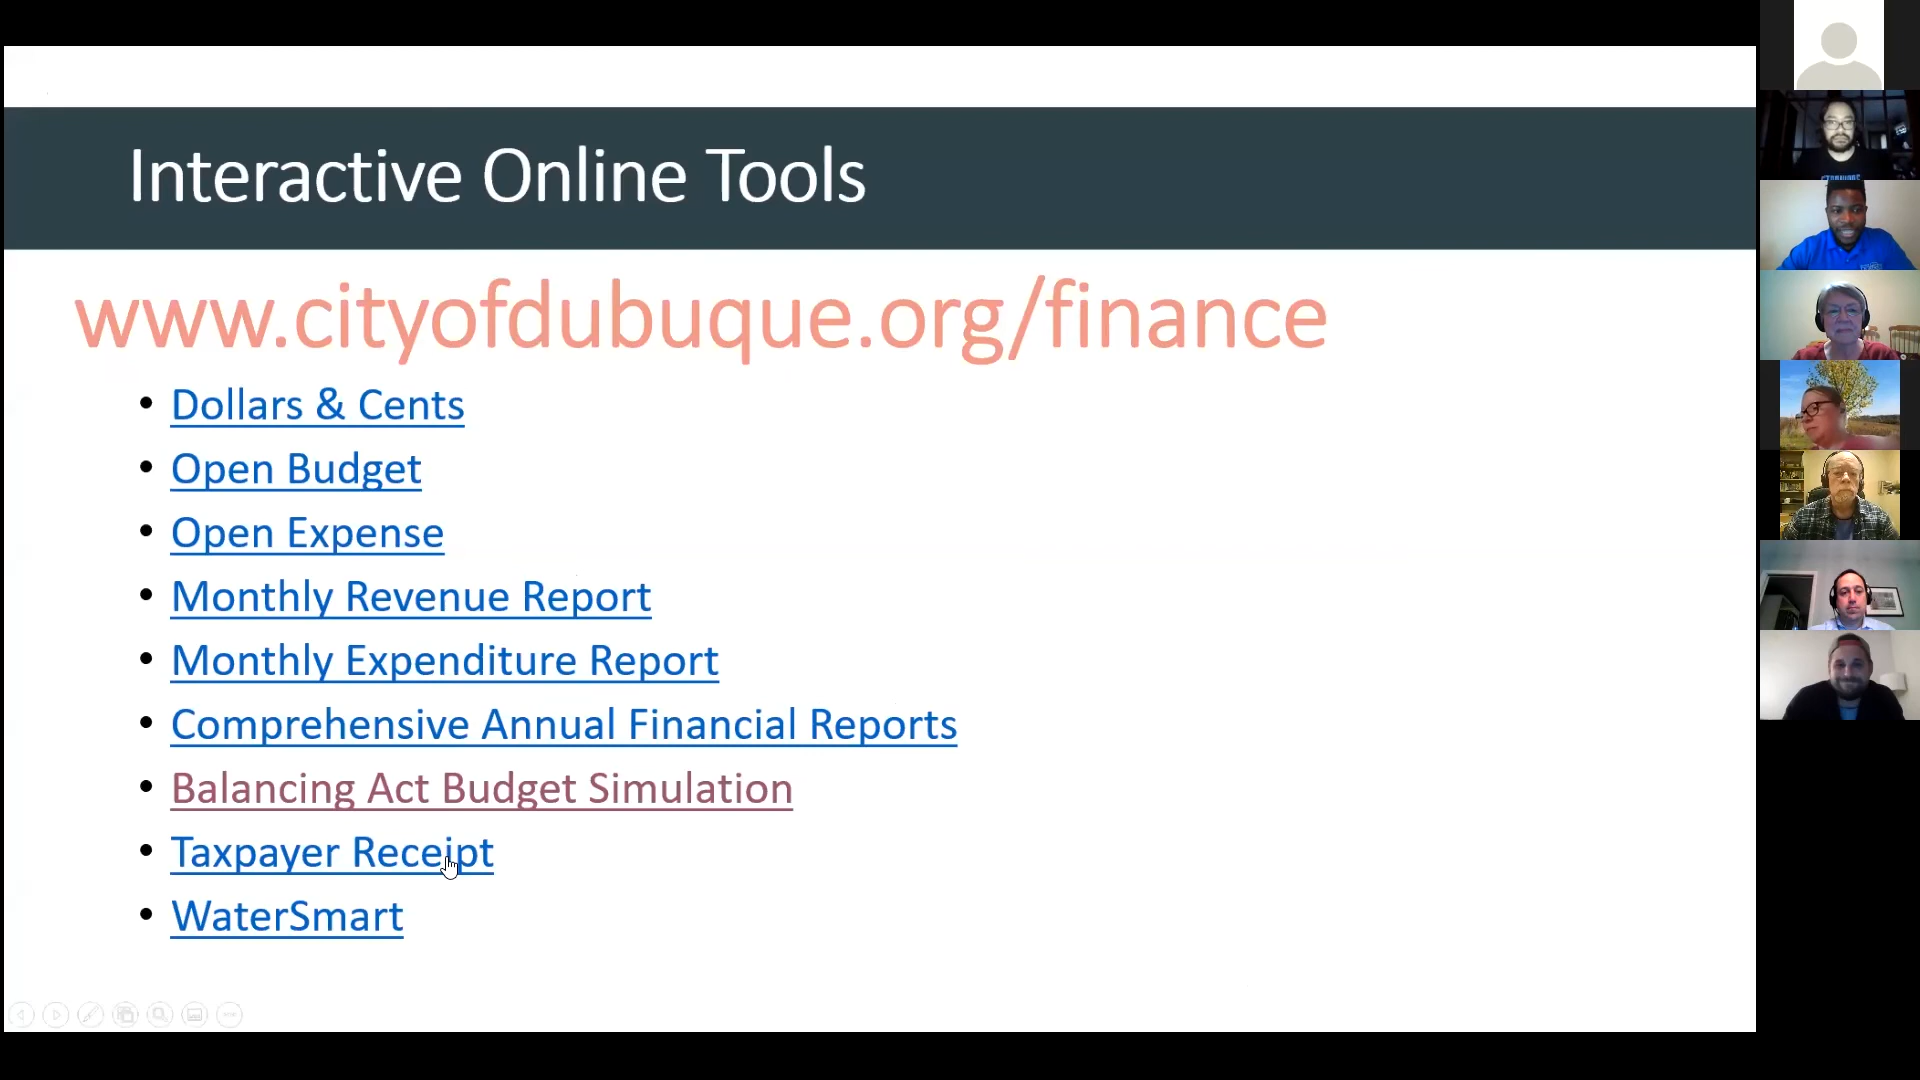 Interactive Online Tools
www.cityofdubuque.org/finance
• Dollars & Cents
• Open Budget
• Open Expense
• Monthly Revenue Report
• Monthly Expenditure Report
• Comprehensive Annual Financial Reports
• Balancing Act Budget Simulation
• Taxpayer Receipt
• WaterSmart